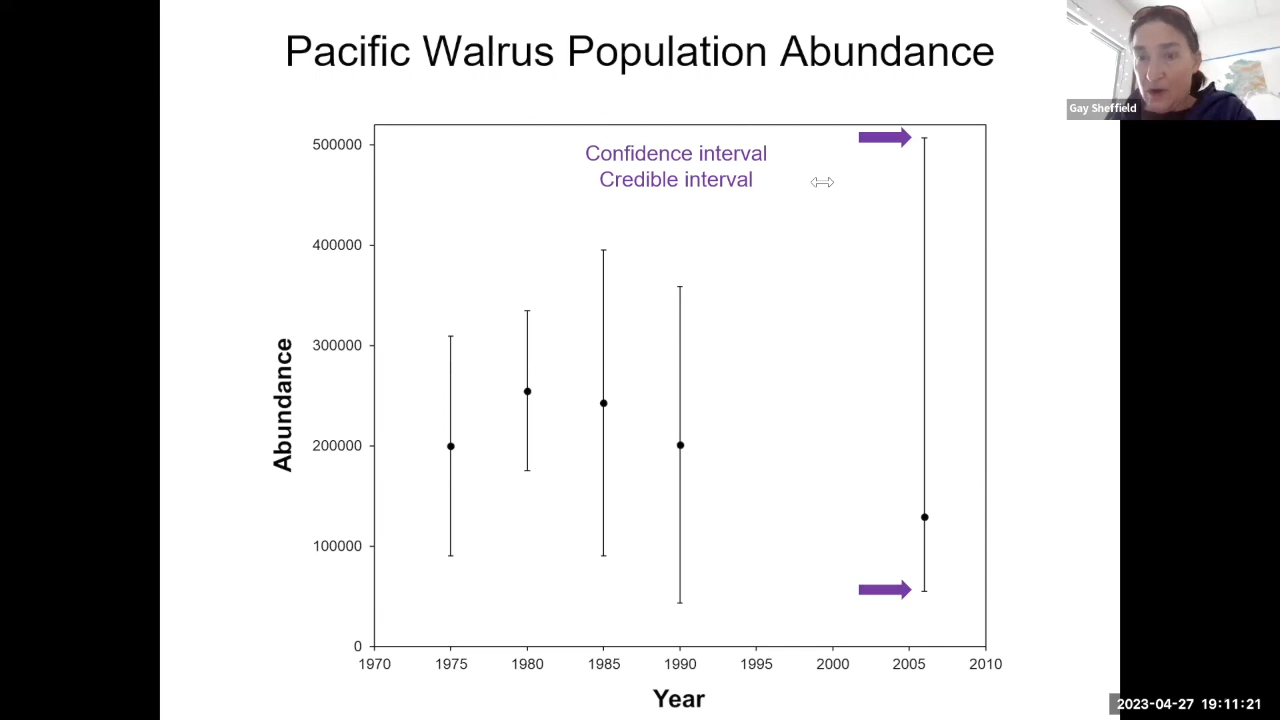 Pacific Walrus Population Abundance
Gay Sheffield
Confidence interval
Credible interval
500000
400000
300000
200000
100000
0
Abundance
1970 1975 1980 1985 1990 1995 2000 2005 2010
Year
2023-04-27 19:11:21